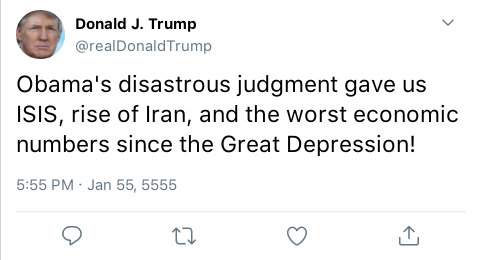 Donald J. Trump
@realDonaldTrump
Obama's disastrous judgment gave us
ISIS, rise of Iran, and the worst economic
numbers since the Great Depression!
5:55 PM · Jan 55, 5555